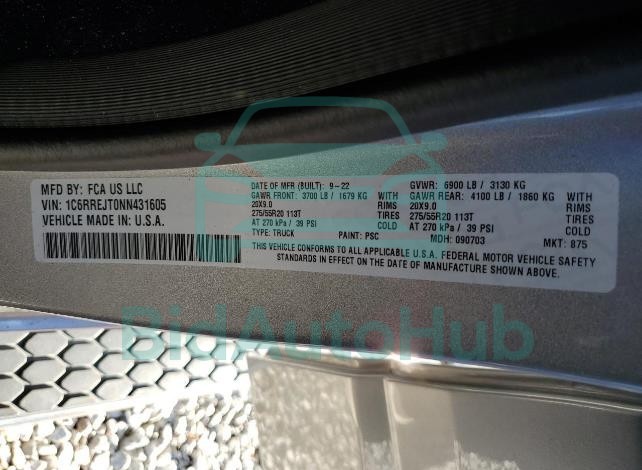 MFD BY: FCA US LLC
VIN: 1C6RREJT0NN431605
VEHICLE MADE IN U.S.A.
DATE OF MFR (BUILT): 9-22 GVWR: 6900 LB / 3130 KG
GAWR FRONT: 3700 LB / 1679 KG RIMS GAWR REAR: 4100 LB / 1860 KG RIMS
20X9.0 20X9.0
275/55R20 113T TIRES 275/55R20 113T TIRES
AT 270 kPa / 39 PSI COLD AT 270 kPa / 39 PSI COLD
TYPE: TRUCK PAINT: PSC MDH: 090703 MKT: 875
THIS VEHICLE CONFORMS TO ALL APPLICABLE U.S.A. FEDERAL MOTOR VEHICLE SAFETY
STANDARDS IN EFFECT ON THE DATE OF MANUFACTURE SHOWN ABOVE.
BidAutoHub